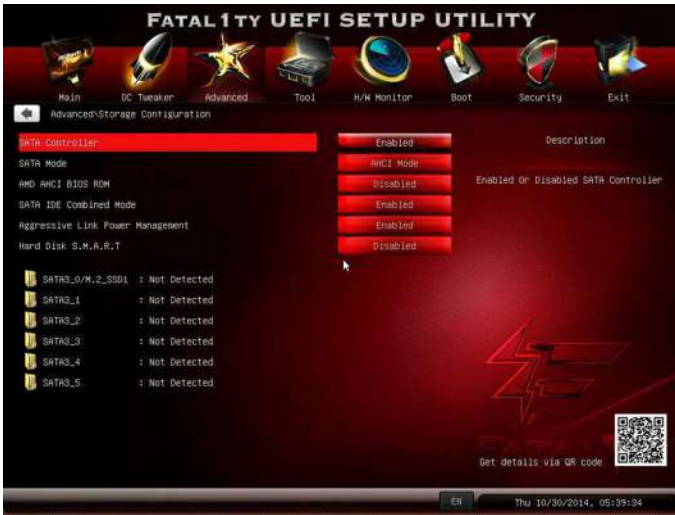 FATAL1TY UEFI SETUP UTILITY
Main OC Tweaker Advanced Tool H/W Monitor Boot Security Exit
Advanced\Storage Configuration
SATA Controller Enabled
SATA Mode AHCI Mode
AMD AHCI BIOS ROM Disabled
SATA IDE Combined Mode Enabled
Aggressive Link Power Management Enabled
Hard Disk S.M.A.R.T Disabled
Description
Enabled Or Disabled SATA Controller
SATA3_0/M.2_SSD1 : Not Detected
SATA3_1 : Not Detected
SATA3_2 : Not Detected
SATA3_3 : Not Detected
SATA3_4 : Not Detected
SATA3_5 : Not Detected
Get details via QR code
EN Thu 10/30/2014, 05:39:34